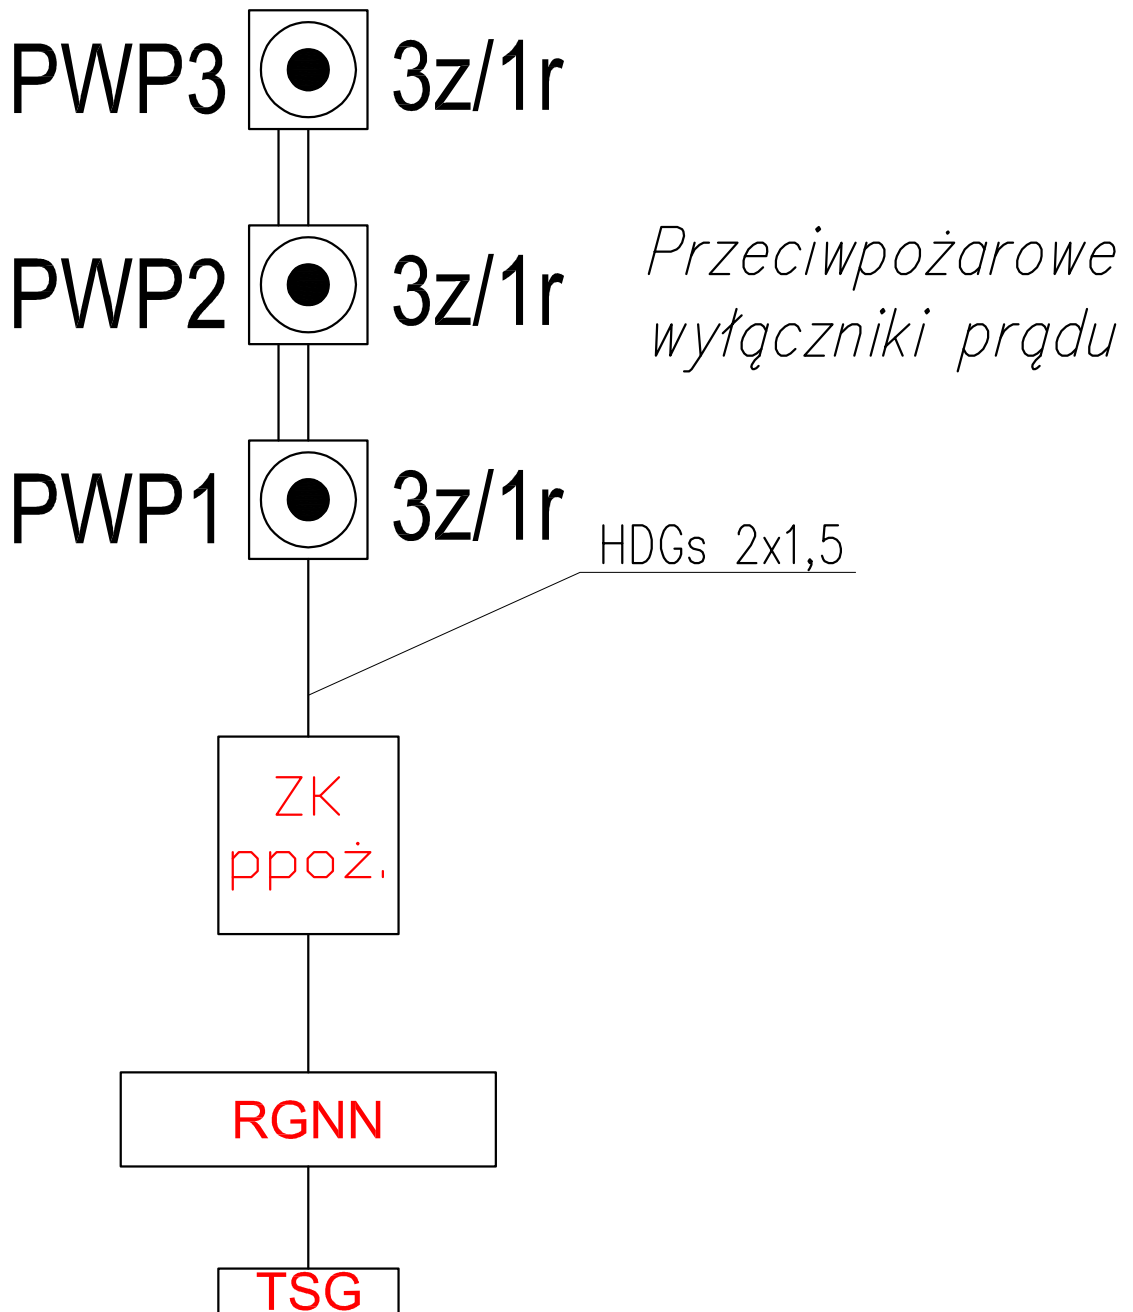 PWP3 3z/1r
PWP2 3z/1r
Przeciwpożarowe
wyłączniki prądu
PWP1 3z/1r
HDGs 2x1,5
ZK
ppoż.
RGNN
TSG